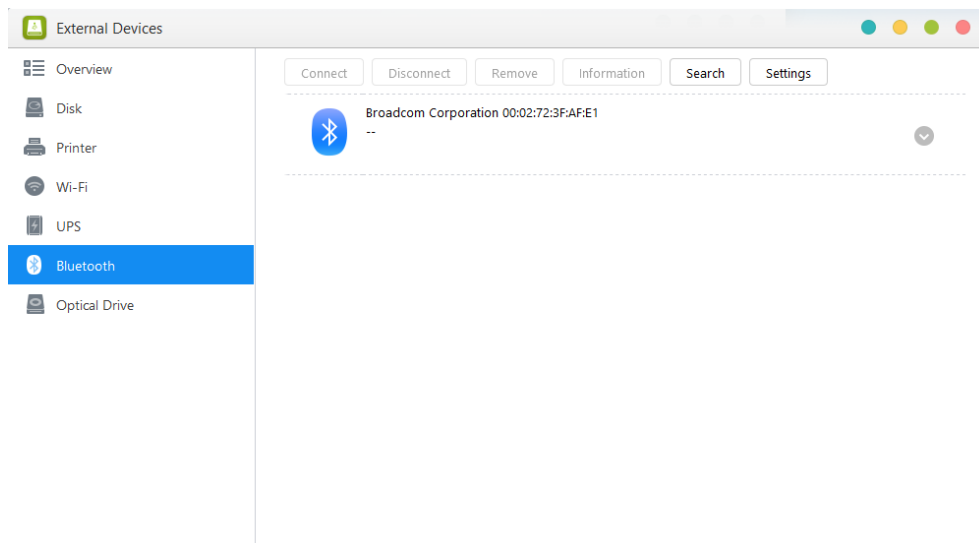 External Devices
Overview
Disk
Printer
Wi-Fi
UPS
Bluetooth
Optical Drive
Connect Disconnect Remove Information Search Settings
Broadcom Corporation 00:02:72:3F:AF:E1
--